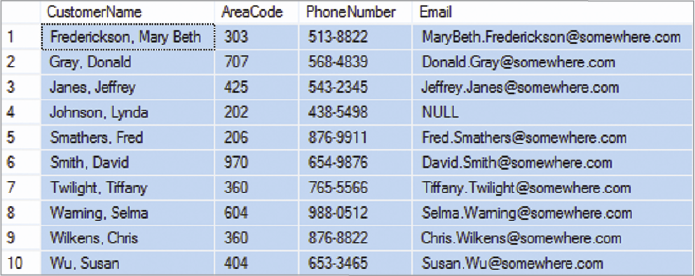 CustomerName AreaCode PhoneNumber Email
1 Frederickson, Mary Beth 303 513-8822 MaryBeth.Frederickson@somewhere.com
2 Gray, Donald 707 568-4839 Donald.Gray@somewhere.com
3 Janes, Jeffrey 425 543-2345 Jeffrey.Janes@somewhere.com
4 Johnson, Lynda 202 438-5498 NULL
5 Smathers, Fred 206 876-9911 Fred.Smathers@somewhere.com
6 Smith, David 970 654-9876 David.Smith@somewhere.com
7 Twilight, Tiffany 360 765-5566 Tiffany.Twilight@somewhere.com
8 Warning, Selma 604 988-0512 Selma.Warning@somewhere.com
9 Wilkens, Chris 360 876-8822 Chris.Wilkens@somewhere.com
10 Wu, Susan 404 653-3465 Susan.Wu@somewhere.com